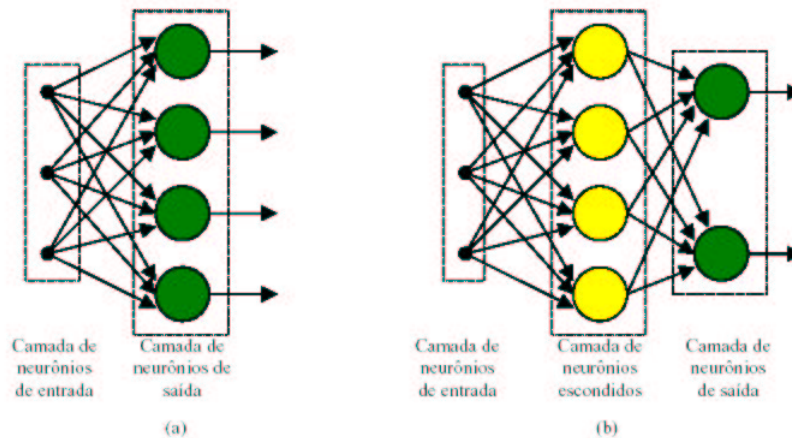 Camada de
neurônios
de entrada
Camada de
neurônios de
saída
(a)
Camada de
neurônios
de entrada
Camada de
neurônios
escondidos
Camada de
neurônios
de saída
(b)